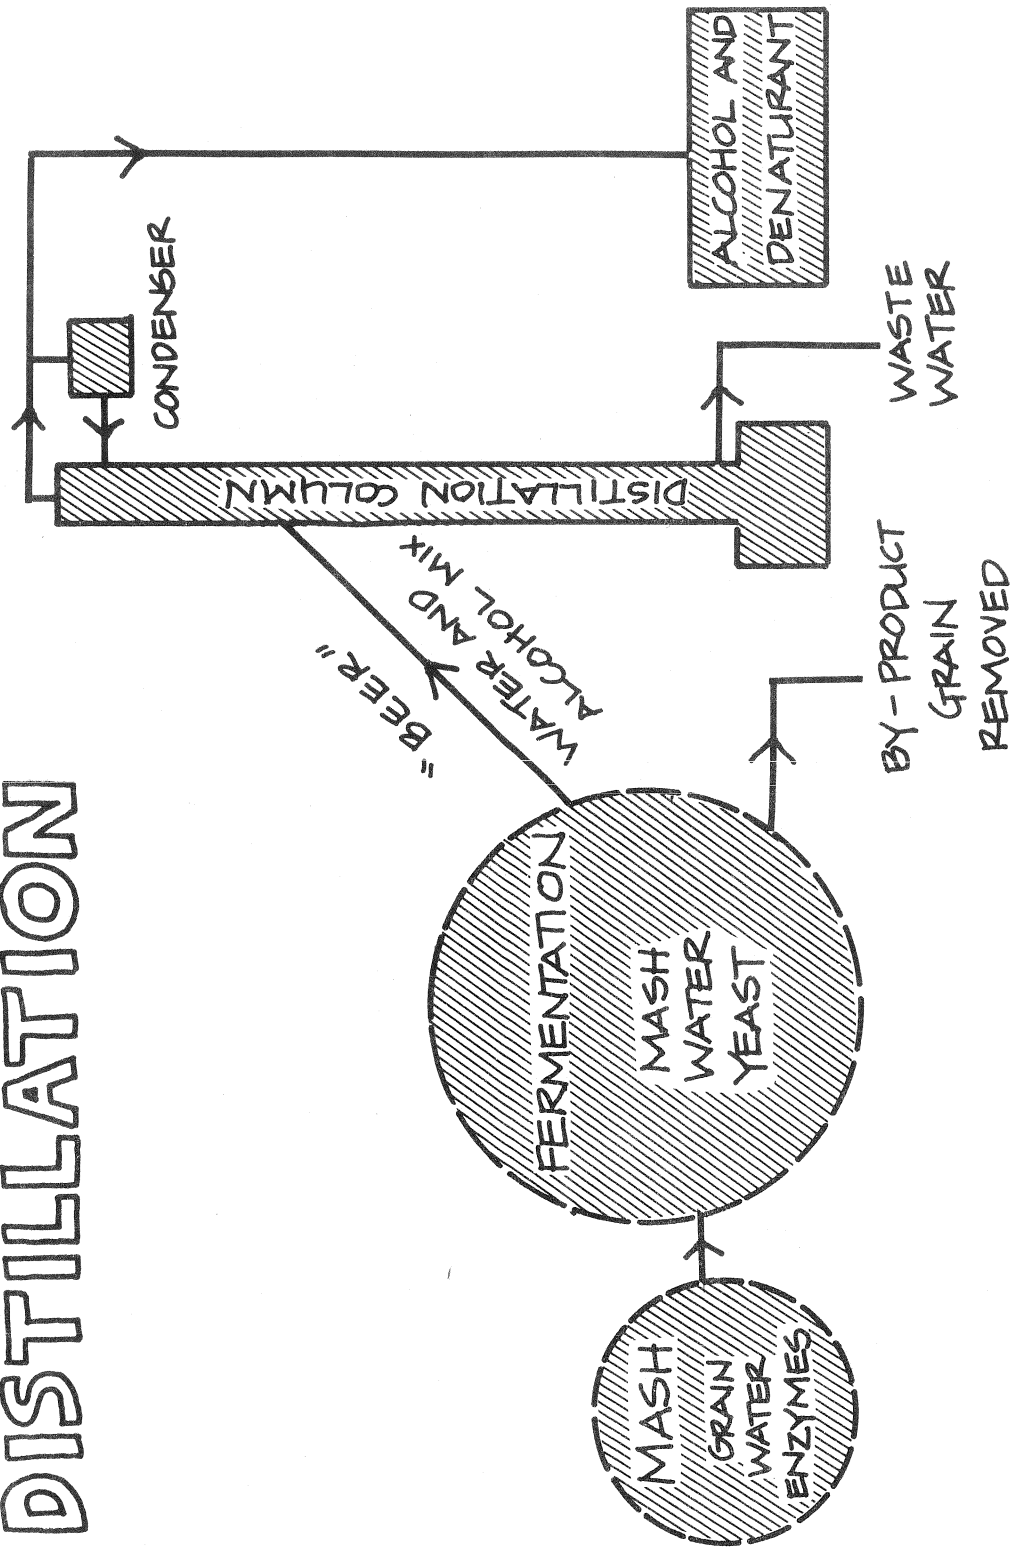 DISTILLATION
CONDENSER
ALCOHOL AND
DENATURANT
DISTILLATION COLUMN
"BEER"
WATER AND
ALCOHOL MIX
WASTE
WATER
FERMENTATION
MASH
WATER
YEAST
BY-PRODUCT
GRAIN
REMOVED
MASH
GRAIN
WATER
ENZYMES